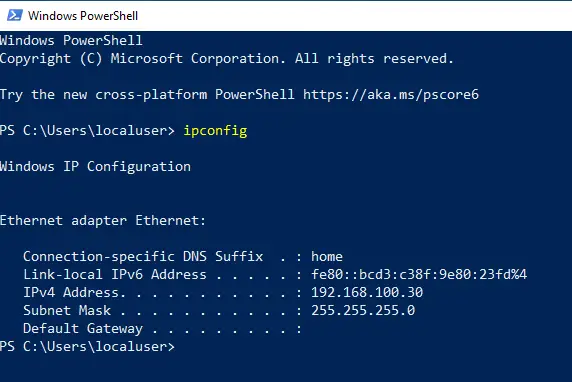 Windows PowerShell
Windows PowerShell
Copyright (C) Microsoft Corporation. All rights reserved.
Try the new cross-platform PowerShell https://aka.ms/pscore6
PS C:\Users\localuser> ipconfig
Windows IP Configuration
Ethernet adapter Ethernet:
Connection-specific DNS Suffix  . : home
Link-local IPv6 Address . . . . . : fe80::bcd3:c38f:9e80:23fd%4
IPv4 Address. . . . . . . . . . . : 192.168.100.30
Subnet Mask . . . . . . . . . . . : 255.255.255.0
Default Gateway . . . . . . . . . :
PS C:\Users\localuser>